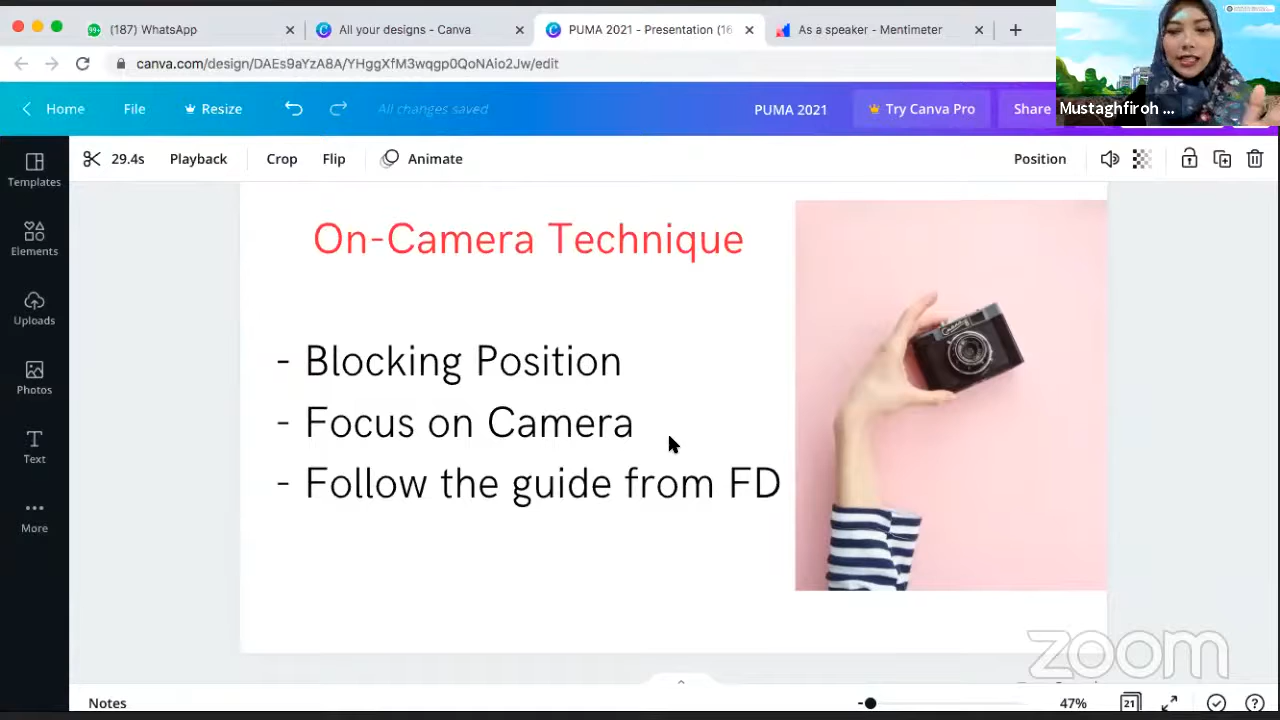 (187) WhatsApp
All your designs - Canva
PUMA 2021 - Presentation (16
As a speaker - Mentimeter
canva.com/design/DAEs9aYzA8A/YHggXfM3wqgp0QoNAio2Jw/edit
Home
File
Resize
All changes saved
PUMA 2021
Try Canva Pro
Share
Mustaghfiroh ...
29.4s
Playback
Crop
Flip
Animate
Position
Templates
Elements
Uploads
Photos
Text
More
On-Camera Technique
- Blocking Position
- Focus on Camera
- Follow the guide from FD
zoom
Notes
47%
21